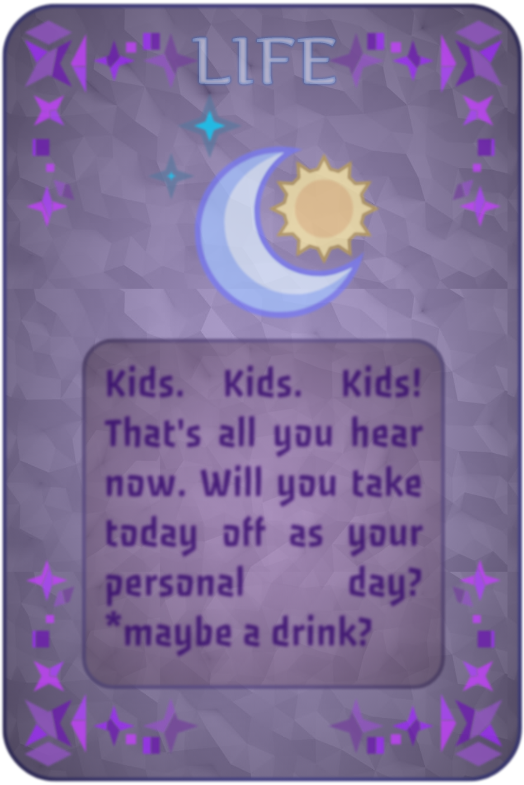 LIFE
Kids. Kids. Kids!
That's all you hear
now. Will you take
today off as your
personal day?
*maybe a drink?